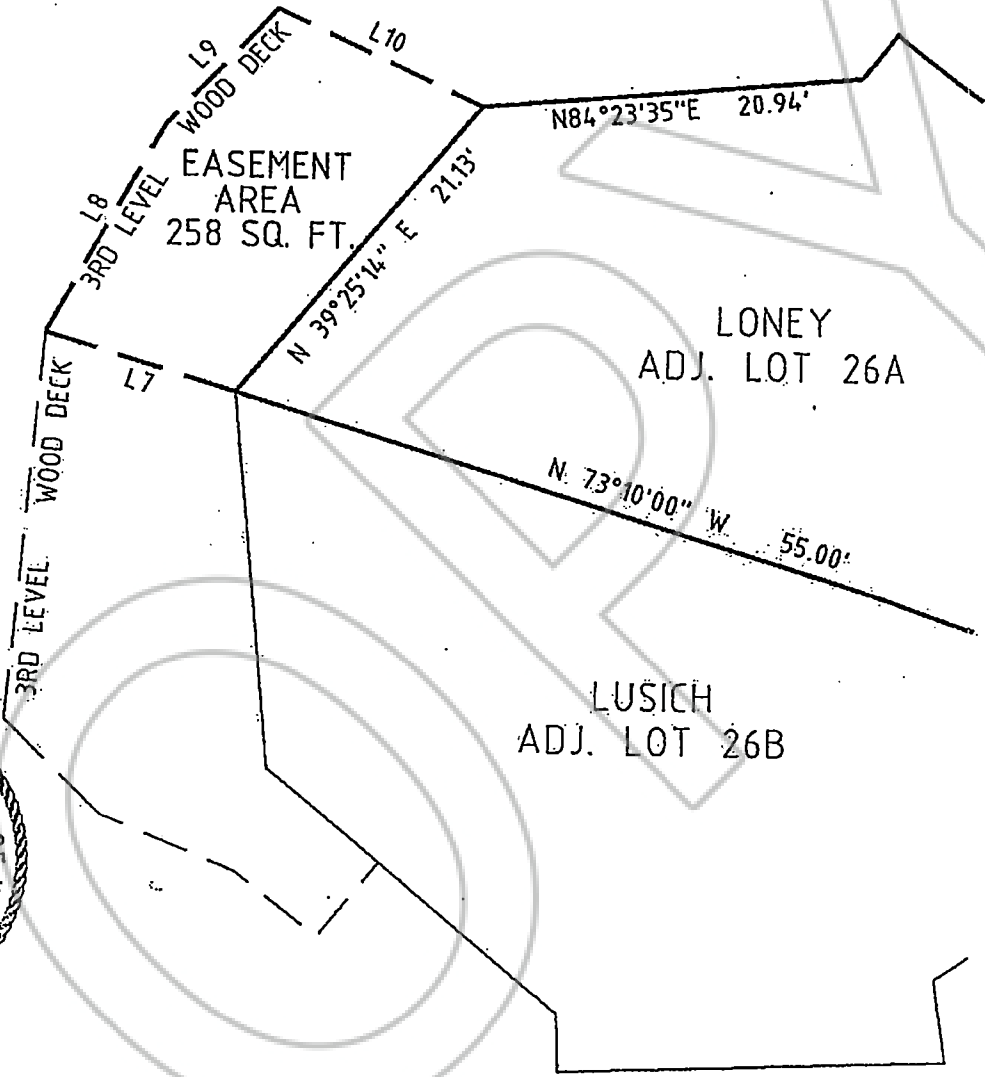 L9
L10
WOOD DECK
N84°23'35"E 20.94'
EASEMENT
AREA
258 SQ. FT.
L8
3RD LEVEL
N 39°25'14" E 21.13'
LONEY
ADJ. LOT 26A
L7
WOOD DECK
N 73°10'00" W 55.00'
3RD LEVEL
LUSICH
ADJ. LOT 26B